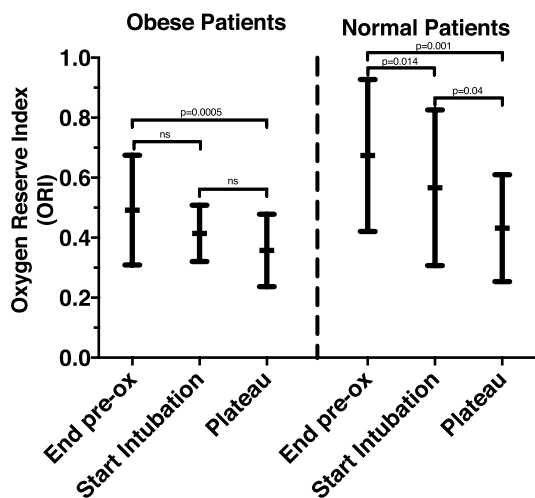 Obese Patients
Normal Patients
Oxygen Reserve Index
(ORI)
1.0
0.8
0.6
0.4
0.2
0.0
p=0.0005
ns
ns
p=0.001
p=0.014
p=0.04
End pre-ox
Start Intubation
Plateau
End pre-ox
Start Intubation
Plateau